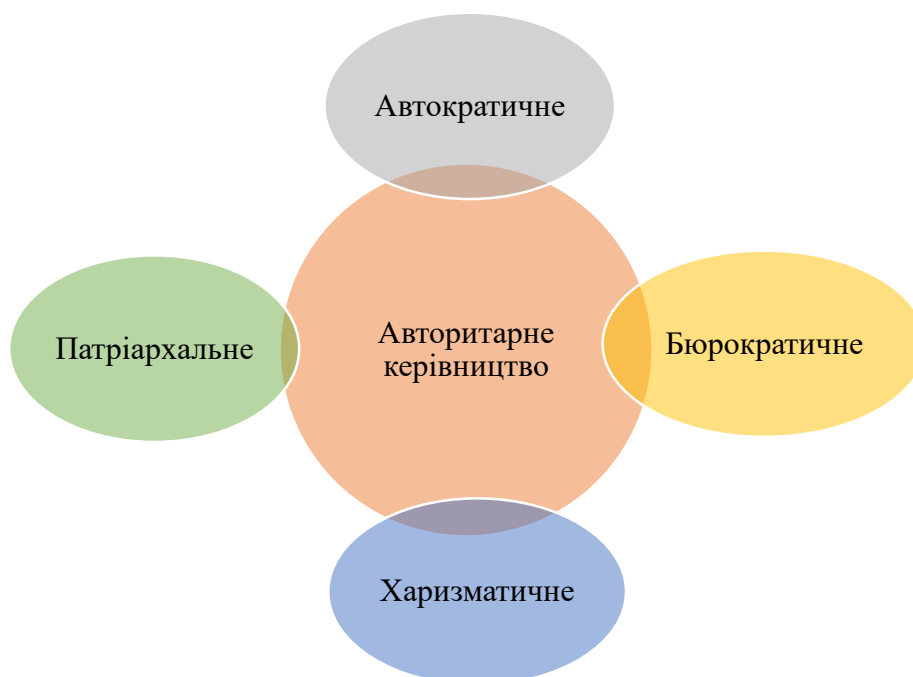 Автократичне
Патріархальне
Авторитарне
керівництво
Бюрократичне
Харизматичне